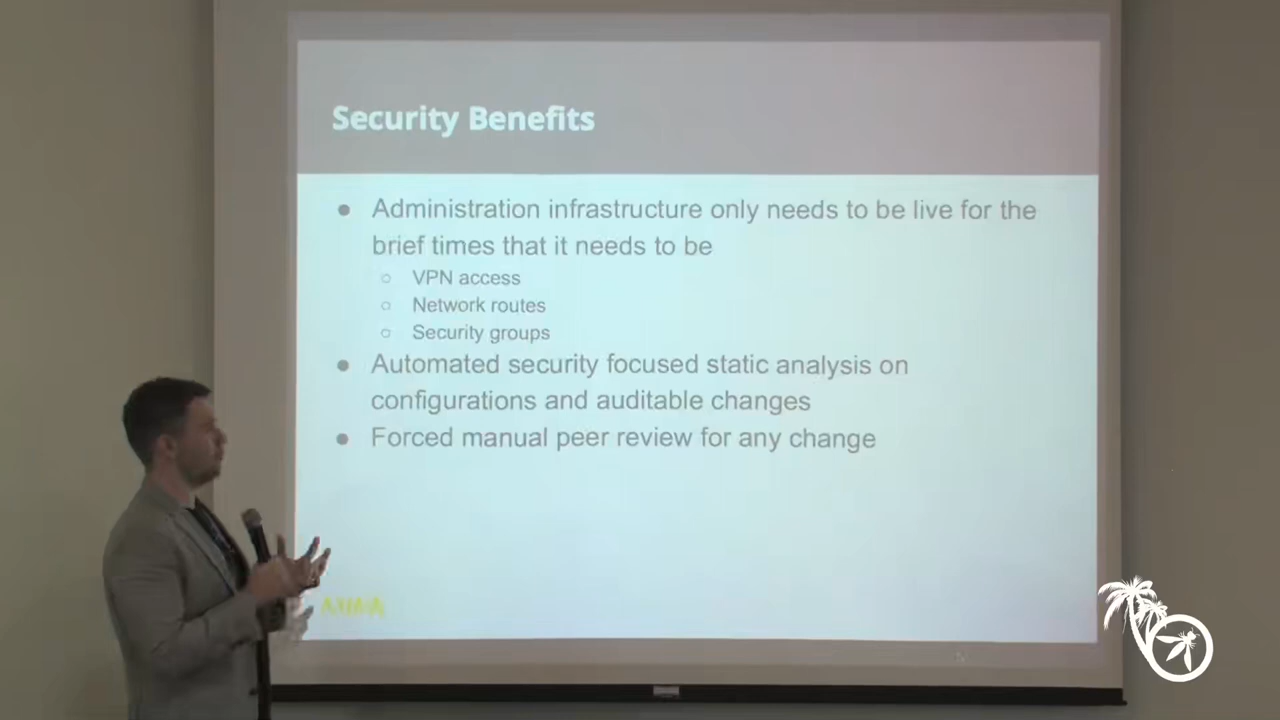 Security Benefits
● Administration infrastructure only needs to be live for the
brief times that it needs to be
○ VPN access
○ Network routes
○ Security groups
● Automated security focused static analysis on
configurations and auditable changes
● Forced manual peer review for any change